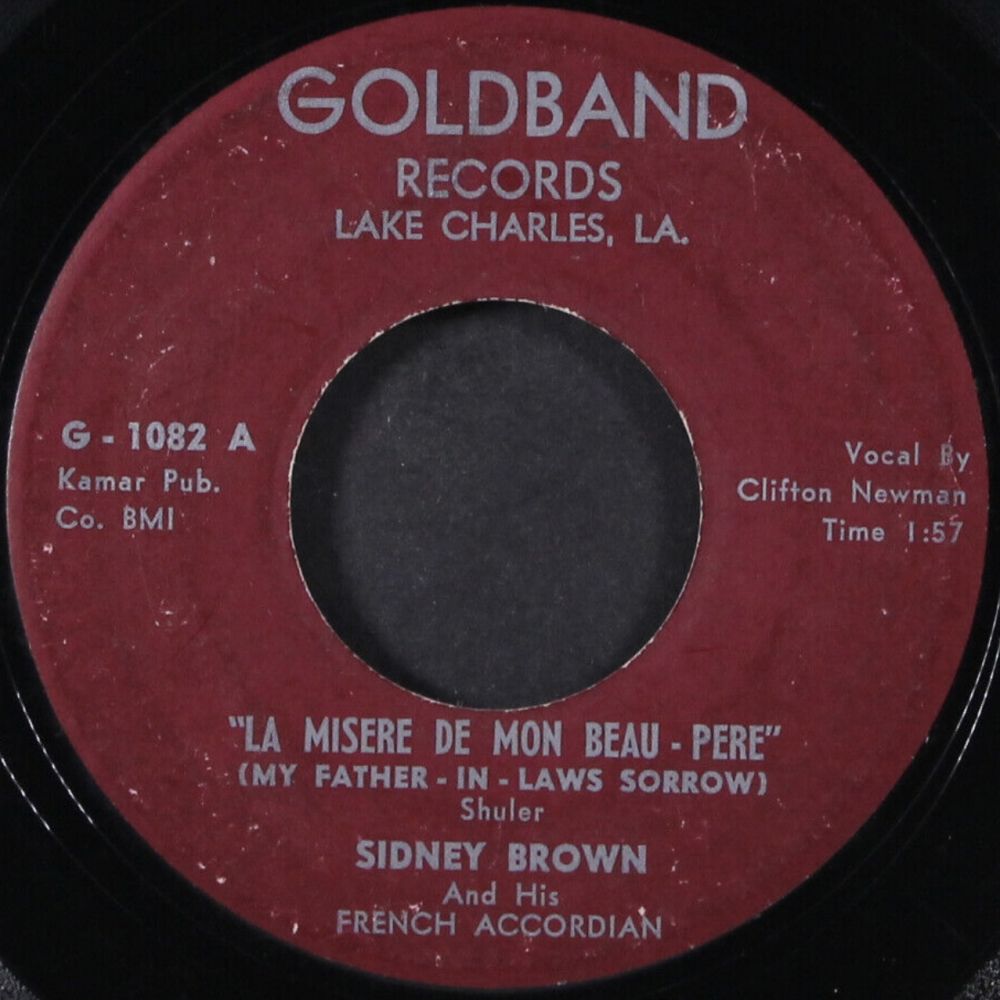 GOLDBAND
RECORDS
LAKE CHARLES, LA.
G - 1082 A
Kamar Pub.
Co. BMI
Vocal By
Clifton Newman
Time 1:57
"LA MISERE DE MON BEAU - PERE"
(MY FATHER - IN - LAWS SORROW)
Shuler
SIDNEY BROWN
And His
FRENCH ACCORDIAN